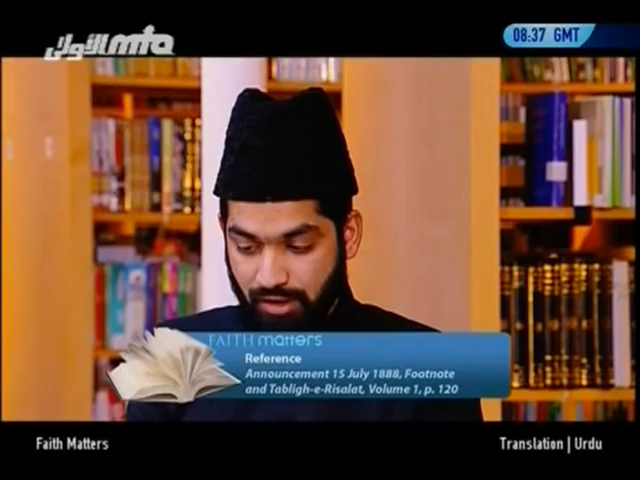 mta الأولى
08:37 GMT
FAITH matters
Reference
Announcement 15 July 1888, Footnote
and Tabligh-e-Risalat, Volume 1, p. 120
Faith Matters
Translation | Urdu